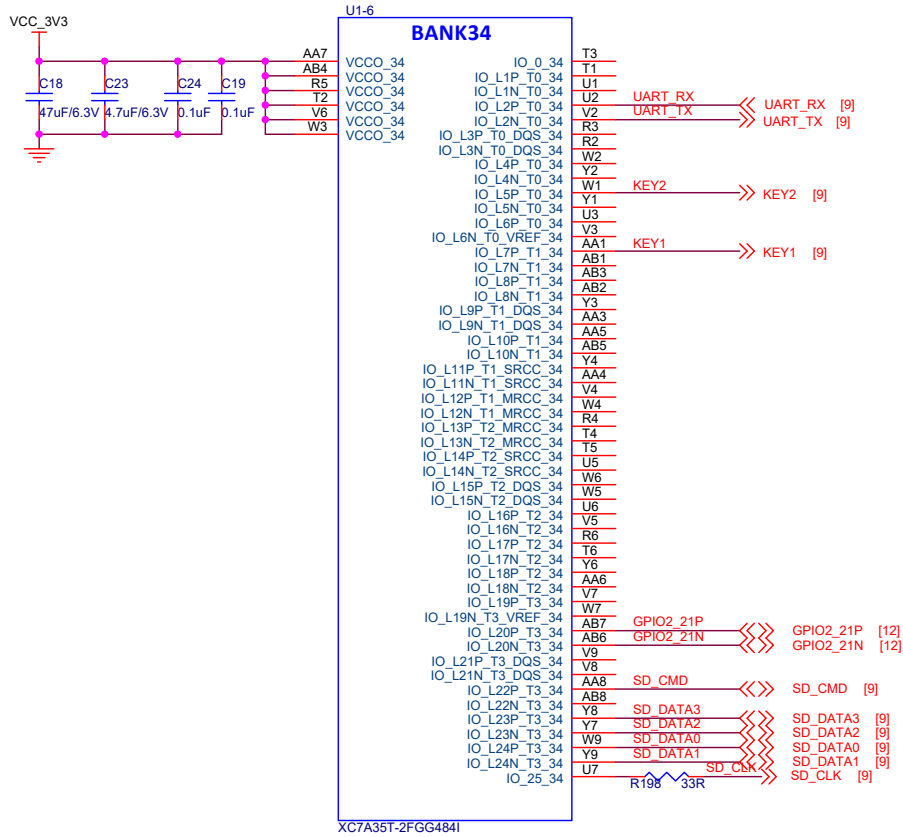 U1-6
VCC_3V3
BANK34
AA7 VCCO_34 IO_0_34 T3
AB4 VCCO_34 IO_L1P_T0_34 T1
R5 VCCO_34 IO_L1N_T0_34 U1
T2 VCCO_34 IO_L2P_T0_34 U2 UART_RX UART_RX [9]
V6 VCCO_34 IO_L2N_T0_34 V2 UART_TX UART_TX [9]
W3 VCCO_34 IO_L3P_T0_DQS_34 R3
C18 C23 C24 C19
47uF/6.3V 4.7uF/6.3V 0.1uF 0.1uF
IO_L3N_T0_DQS_34 R2
IO_L4P_T0_34 W2
IO_L4N_T0_34 Y2
IO_L5P_T0_34 W1 KEY2 KEY2 [9]
IO_L5N_T0_34 Y1
IO_L6P_T0_34 U3
IO_L6N_T0_VREF_34 V3
IO_L7P_T1_34 AA1 KEY1 KEY1 [9]
IO_L7N_T1_34 AB1
IO_L8P_T1_34 AB3
IO_L8N_T1_34 AB2
IO_L9P_T1_DQS_34 Y3
IO_L9N_T1_DQS_34 AA3
IO_L10P_T1_34 AA5
IO_L10N_T1_34 AB5
IO_L11P_T1_SRCC_34 Y4
IO_L11N_T1_SRCC_34 AA4
IO_L12P_T1_MRCC_34 V4
IO_L12N_T1_MRCC_34 W4
IO_L13P_T2_MRCC_34 R4
IO_L13N_T2_MRCC_34 T4
IO_L14P_T2_SRCC_34 T5
IO_L14N_T2_SRCC_34 U5
IO_L15P_T2_DQS_34 W6
IO_L15N_T2_DQS_34 W5
IO_L16P_T2_34 U6
IO_L16N_T2_34 V5
IO_L17P_T2_34 R6
IO_L17N_T2_34 T6
IO_L18P_T2_34 Y6
IO_L18N_T2_34 AA6
IO_L19P_T3_34 V7
IO_L19N_T3_VREF_34 W7
IO_L20P_T3_34 AB7 GPIO2_21P GPIO2_21P [12]
IO_L20N_T3_34 AB6 GPIO2_21N GPIO2_21N [12]
IO_L21P_T3_DQS_34 V9
IO_L21N_T3_DQS_34 V8
IO_L22P_T3_34 AA8 SD_CMD SD_CMD [9]
IO_L22N_T3_34 AB8
IO_L23P_T3_34 Y8 SD_DATA3 SD_DATA3 [9]
IO_L23N_T3_34 Y7 SD_DATA2 SD_DATA2 [9]
IO_L24P_T3_34 W9 SD_DATA0 SD_DATA0 [9]
IO_L24N_T3_34 Y9 SD_DATA1 SD_DATA1 [9]
IO_25_34 U7 SD_CLK SD_CLK [9]
R198 33R
XC7A35T-2FGG484I